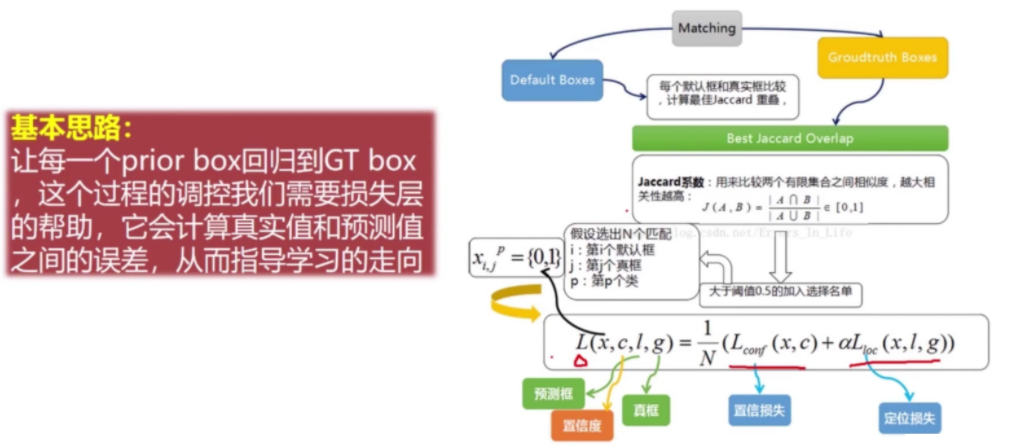 基本思路：
让每一个prior box回归到GT box
，这个过程的调控我们需要损失层
的帮助，它会计算真实值和预测值
之间的误差，从而指导学习的走向
Matching
Default Boxes
Groudtruth Boxes
每个默认框和真实框比较
，计算最佳Jaccard 重叠，
Best Jaccard Overlap
Jaccard系数：用来比较两个有限集合之间相似度，越大相
关性越高：
J(A,B) = |A∩B| / |A∪B| ∈ [0,1]
blog.csdn.net/Errors_In_Life
假设选出N个匹配
i：第i个默认框
j：第j个真框
p：第p个类
x_{i,j}^p = {0,1}
大于阈值0.5的加入选择名单
L(x,c,l,g) = 1/N (L_{conf}(x,c) + αL_{loc}(x,l,g))
预测框
置信度
真框
置信损失
定位损失